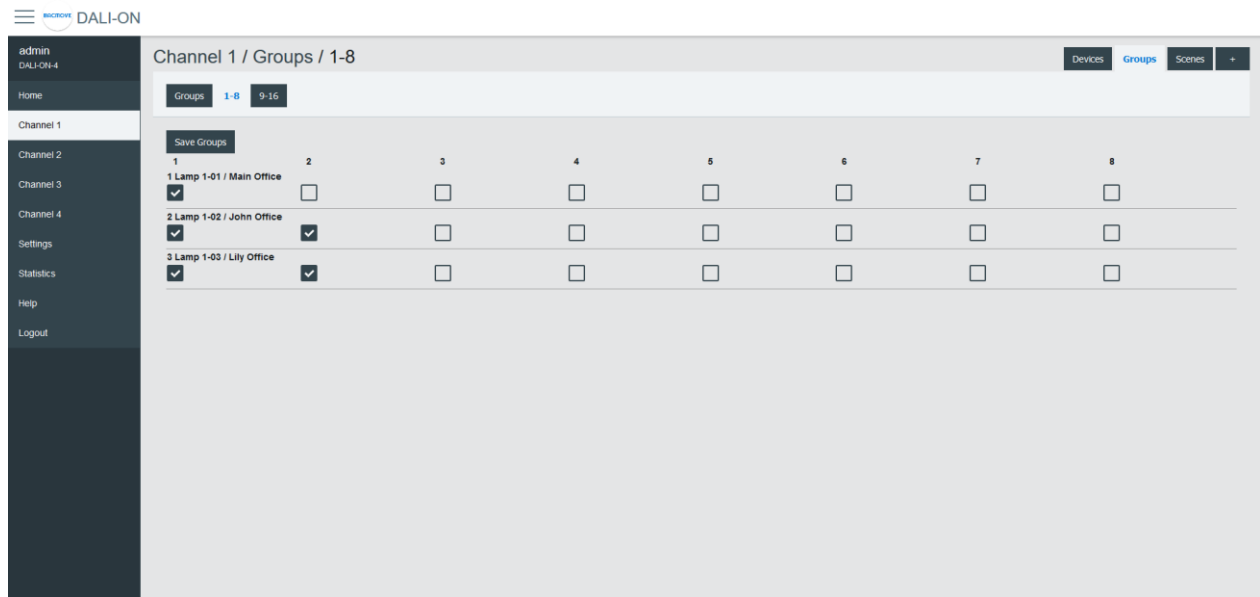 DALI-ON
admin
DALI-ON-4
Home
Channel 1
Channel 2
Channel 3
Channel 4
Settings
Statistics
Help
Logout
Channel 1 / Groups / 1-8
Devices Groups Scenes +
Groups 1-8 9-16
Save Groups
1 2 3 4 5 6 7 8
1 Lamp 1-01 / Main Office
2 Lamp 1-02 / John Office
3 Lamp 1-03 / Lily Office